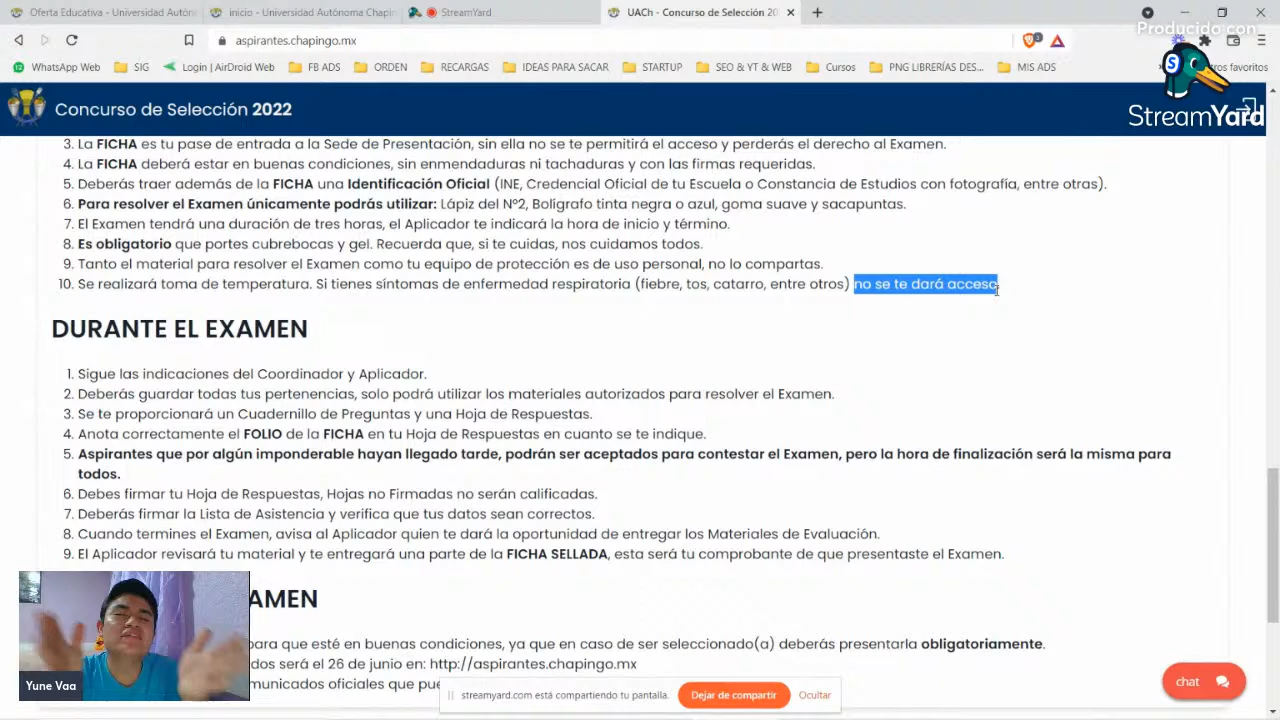 Oferta Educativa - Universidad Autón
inicio - Universidad Autónoma Chapin
StreamYard
UACh - Concurso de Selección 20
aspirantes.chapingo.mx
Producido con
StreamYard
WhatsApp Web
SIG
Login | AirDroid Web
FB ADS
ORDEN
IDEAS PARA SACAR
STARTUP
SEO & YT & WEB
Cursos
PNG LIBRERÍAS DES...
MIS ADS
tros favoritos
Concurso de Selección 2022
3. La FICHA es tu pase de entrada a la Sede de Presentación, sin ella no se te permitirá el acceso y perderás el derecho al Examen.
4. La FICHA deberá estar en buenas condiciones, sin enmendaduras ni tachaduras y con las firmas requeridas.
5. Deberás traer además de la FICHA una Identificación Oficial (INE, Credencial Oficial de tu Escuela o Constancia de Estudios con fotografía, entre otras).
6. Para resolver el Examen únicamente podrás utilizar: Lápiz del Nº2, Bolígrafo tinta negra o azul, goma suave y sacapuntas.
7. El Examen tendrá una duración de tres horas, el Aplicador te indicará la hora de inicio y término.
8. Es obligatorio que portes cubrebocas y gel. Recuerda que, si te cuidas, nos cuidamos todos.
9. Tanto el material para resolver el Examen como tu equipo de protección es de uso personal, no lo compartas.
10. Se realizará toma de temperatura. Si tienes síntomas de enfermedad respiratoria (fiebre, tos, catarro, entre otros) no se te dará acceso
DURANTE EL EXAMEN
1. Sigue las indicaciones del Coordinador y Aplicador.
2. Deberás guardar todas tus pertenencias, solo podrá utilizar los materiales autorizados para resolver el Examen.
3. Se te proporcionará un Cuadernillo de Preguntas y una Hoja de Respuestas.
4. Anota correctamente el FOLIO de la FICHA en tu Hoja de Respuestas en cuanto se te indique.
5. Aspirantes que por algún imponderable hayan llegado tarde, podrán ser aceptados para contestar el Examen, pero la hora de finalización será la misma para
todos.
6. Debes firmar tu Hoja de Respuestas, Hojas no Firmadas no serán calificadas.
7. Deberás firmar la Lista de Asistencia y verifica que tus datos sean correctos.
8. Cuando termines el Examen, avisa al Aplicador quien te dará la oportunidad de entregar los Materiales de Evaluación.
9. El Aplicador revisará tu material y te entregará una parte de la FICHA SELLADA, esta será tu comprobante de que presentaste el Examen.
AMEN
para que esté en buenas condiciones, ya que en caso de ser seleccionado(a) deberás presentarla obligatoriamente.
dos será el 26 de junio en: http://aspirantes.chapingo.mx
municados oficiales que pue
Yune Vaa
streamyard.com está compartiendo tu pantalla.
Dejar de compartir
Ocultar
chat